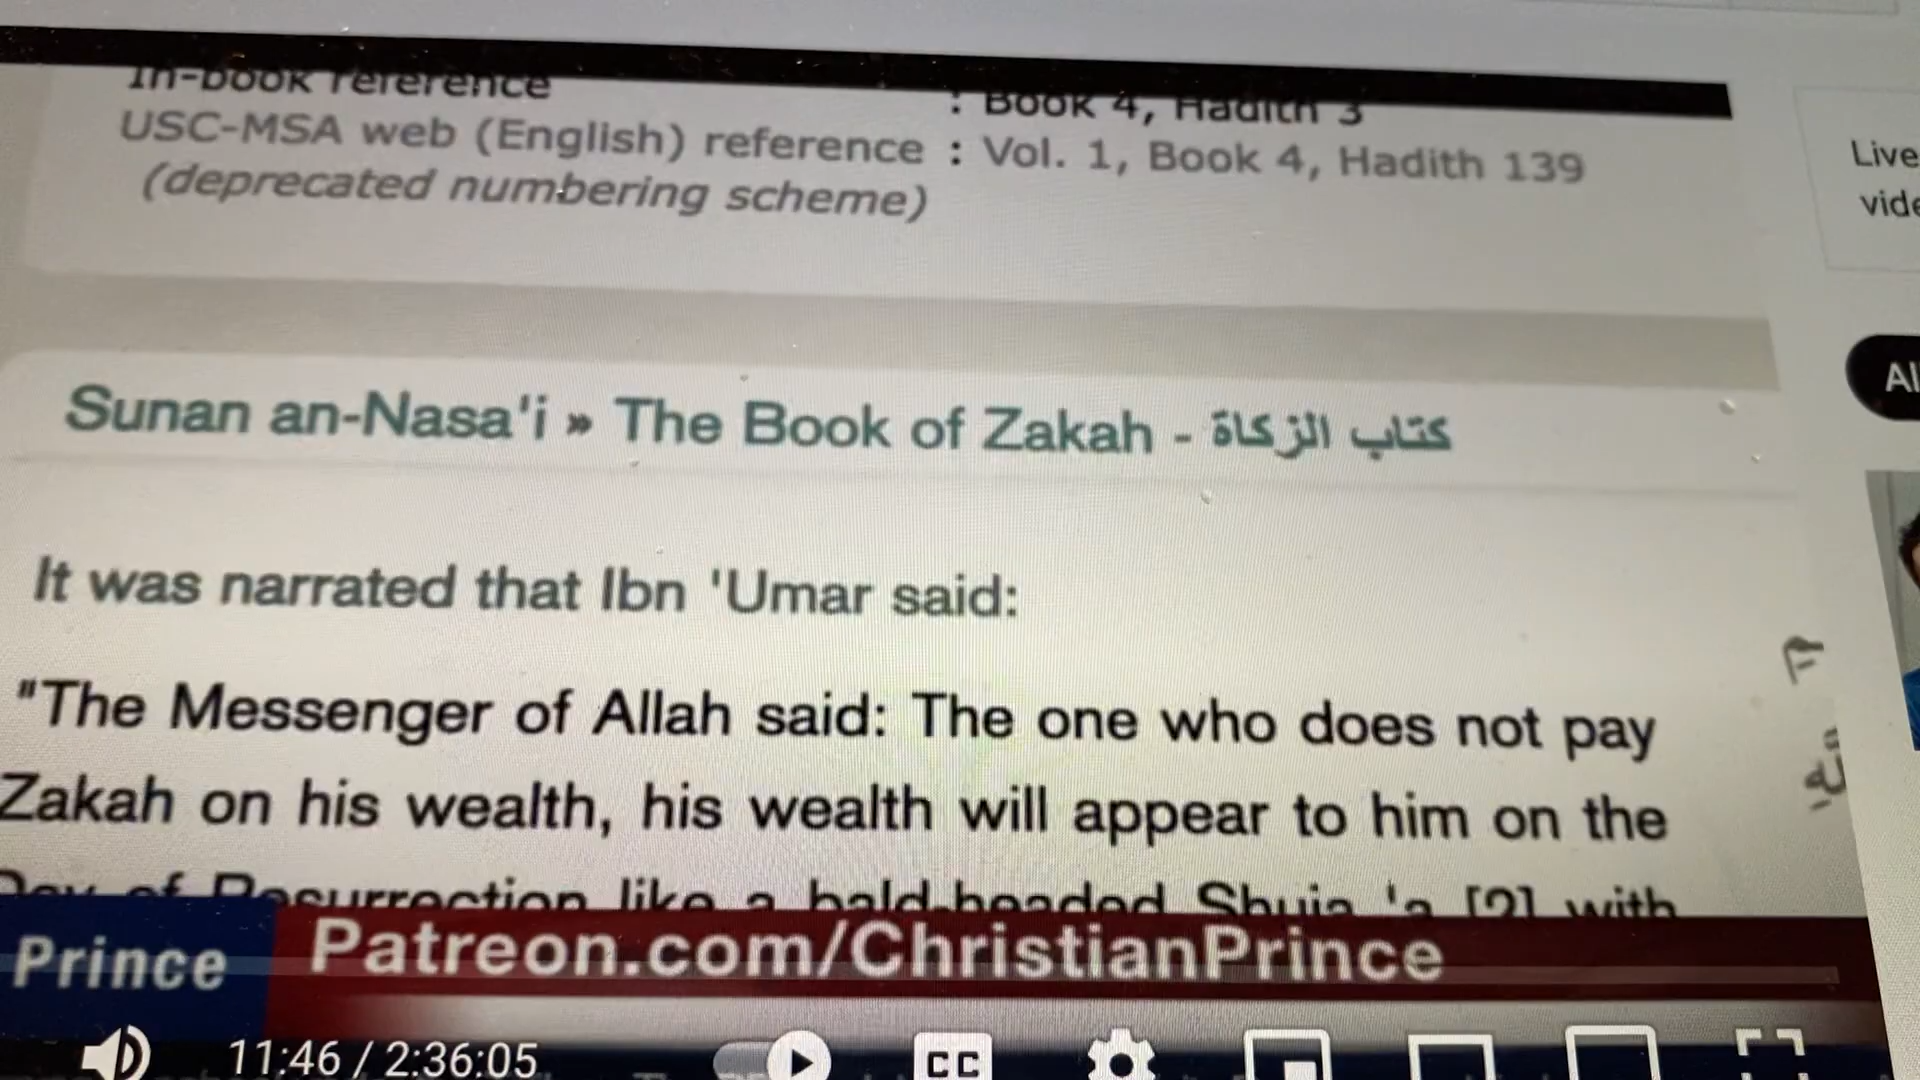 In-book reference : Book 4, Hadith 3
USC-MSA web (English) reference : Vol. 1, Book 4, Hadith 139
(deprecated numbering scheme)
Live
vide
Al
Sunan an-Nasa'i » The Book of Zakah - كتاب الزكاة
It was narrated that Ibn 'Umar said:
"The Messenger of Allah said: The one who does not pay
Zakah on his wealth, his wealth will appear to him on the
Day of Resurrection like a bald-headed Shuja 'a [2] with
Prince Patreon.com/ChristianPrince
11:46 / 2:36:05
CC